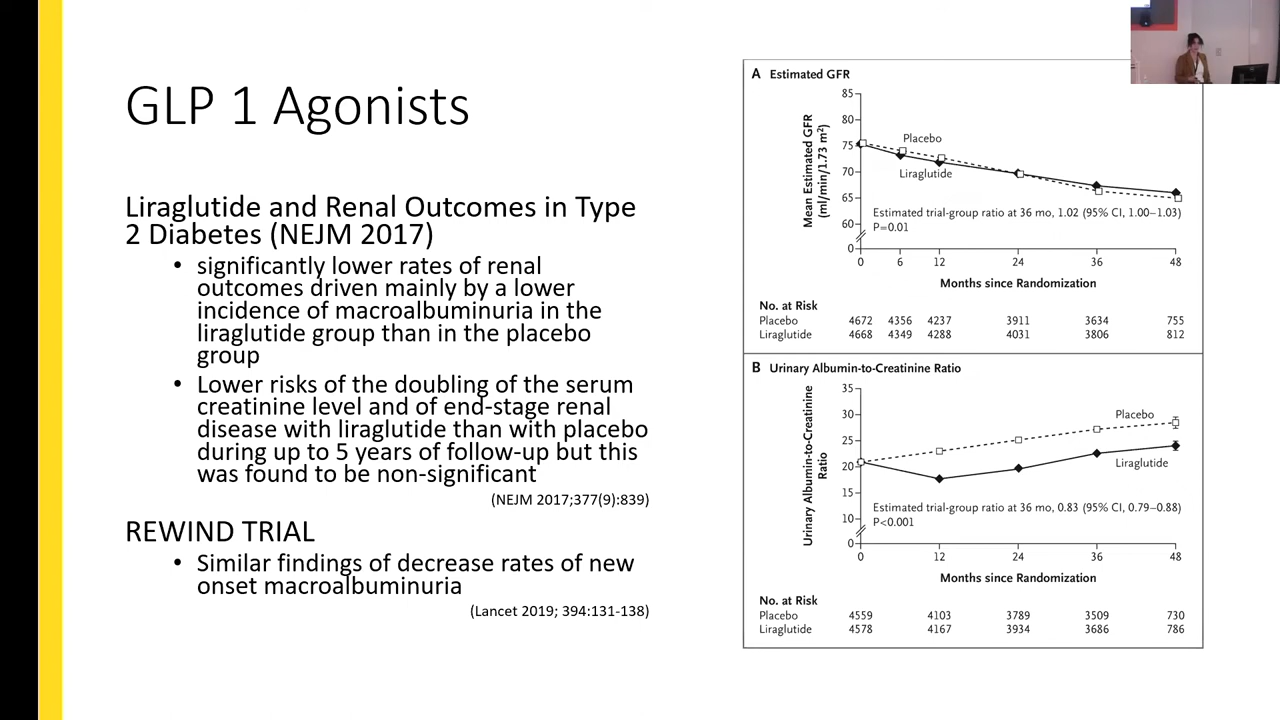 GLP 1 Agonists
Liraglutide and Renal Outcomes in Type
2 Diabetes (NEJM 2017)
• significantly lower rates of renal
outcomes driven mainly by a lower
incidence of macroalbuminuria in the
liraglutide group than in the placebo
group
• Lower risks of the doubling of the serum
creatinine level and of end-stage renal
disease with liraglutide than with placebo
during up to 5 years of follow-up but this
was found to be non-significant
(NEJM 2017;377(9):839)
REWIND TRIAL
• Similar findings of decrease rates of new
onset macroalbuminuria
(Lancet 2019; 394:131-138)
A Estimated GFR
Mean Estimated GFR
(ml/min/1.73 m²)
85
80
75
70
65
60
0
Placebo
Liraglutide
Estimated trial-group ratio at 36 mo, 1.02 (95% CI, 1.00–1.03)
P=0.01
0 6 12 24 36 48
Months since Randomization
No. at Risk
Placebo 4672 4356 4237 3911 3634 755
Liraglutide 4668 4349 4288 4031 3806 812
B Urinary Albumin-to-Creatinine Ratio
Urinary Albumin-to-Creatinine
Ratio
35
30
25
20
15
10
0
Placebo
Liraglutide
Estimated trial-group ratio at 36 mo, 0.83 (95% CI, 0.79–0.88)
P<0.001
0 12 24 36 48
Months since Randomization
No. at Risk
Placebo 4559 4103 3789 3509 730
Liraglutide 4578 4167 3934 3686 786